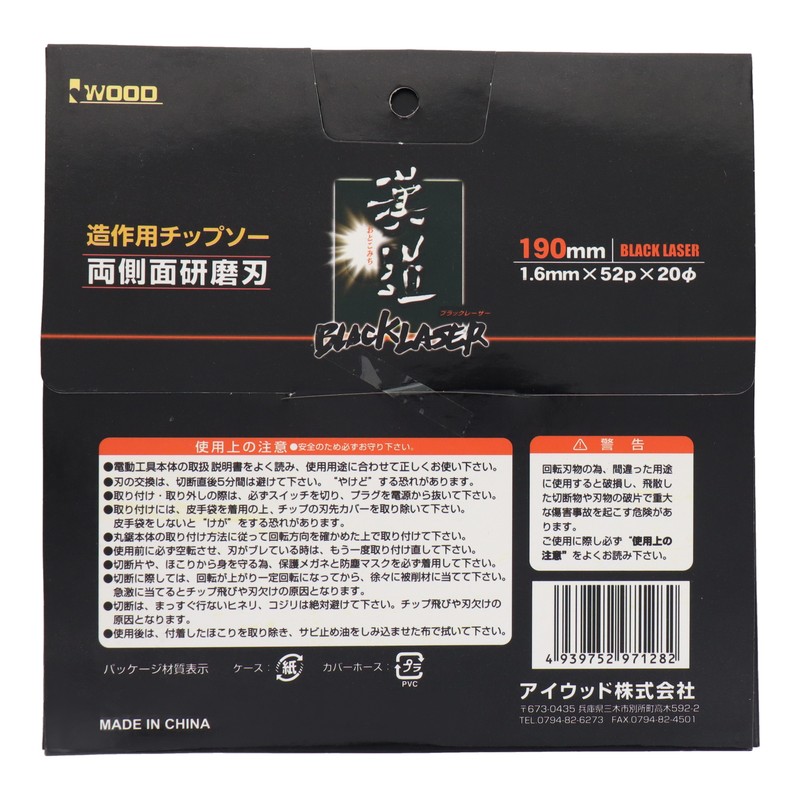 iWOOD
造作用チップソー
両側面研磨刃
漢道
おとこみち
ブラックレーザー
BLACKLASER
190mm BLACK LASER
1.6mm×52p×20φ
使用上の注意●安全のため必ずお守り下さい。
●電動工具本体の取扱説明書をよく読み、使用用途に合わせて正しくお使い下さい。
●刃の交換は、切断直後5分間は避けて下さい。“やけど”する恐れがあります。
●取り付け・取り外しの際は、必ずスイッチを切り、プラグを電源から抜いて下さい。
●取り付けには、皮手袋を着用の上、チップの刃先カバーを取り除いて下さい。
皮手袋をしないと“けが”をする恐れがあります。
●丸鋸本体の取り付け方法に従って回転方向を確かめた上で取り付けて下さい。
●使用前に必ず空転させ、刃がブレている時は、もう一度取り付け直して下さい。
●切断片や、ほこりから身を守る為、保護メガネと防塵マスクを必ず着用して下さい。
●切断に際しては、回転が上がり一定回転になってから、徐々に被削材に当てて下さい。
急激に当てるとチップ飛びや刃欠けの原因となります。
●切断は、まっすぐ行ないヒネリ、コジリは絶対避けて下さい。チップ飛びや刃欠けの
原因となります。
●使用後は、付着したほこりを取り除き、サビ止め油をしみ込ませた布で拭いて下さい。
⚠ 警告
回転刃物の為、間違った用途
に使用すると破損し、飛散し
た切断物や刃物の破片で重大
な傷害事故を起こす危険があ
ります。
ご使用に際し必ず“使用上の
注意”をよくお読み下さい。
4 939752 971282
パッケージ材質表示 ケース：紙 カバーホース：プラ
PVC
アイウッド株式会社
〒673-0435 兵庫県三木市別所町高木592-2
TEL.0794-82-6273 FAX.0794-82-4501
MADE IN CHINA